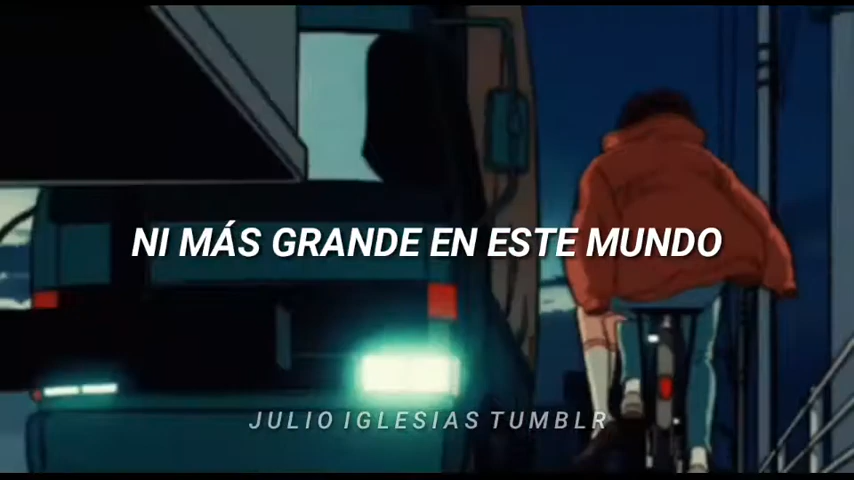 NI MÁS GRANDE EN ESTE MUNDO
JULIO IGLESIAS TUMBLR